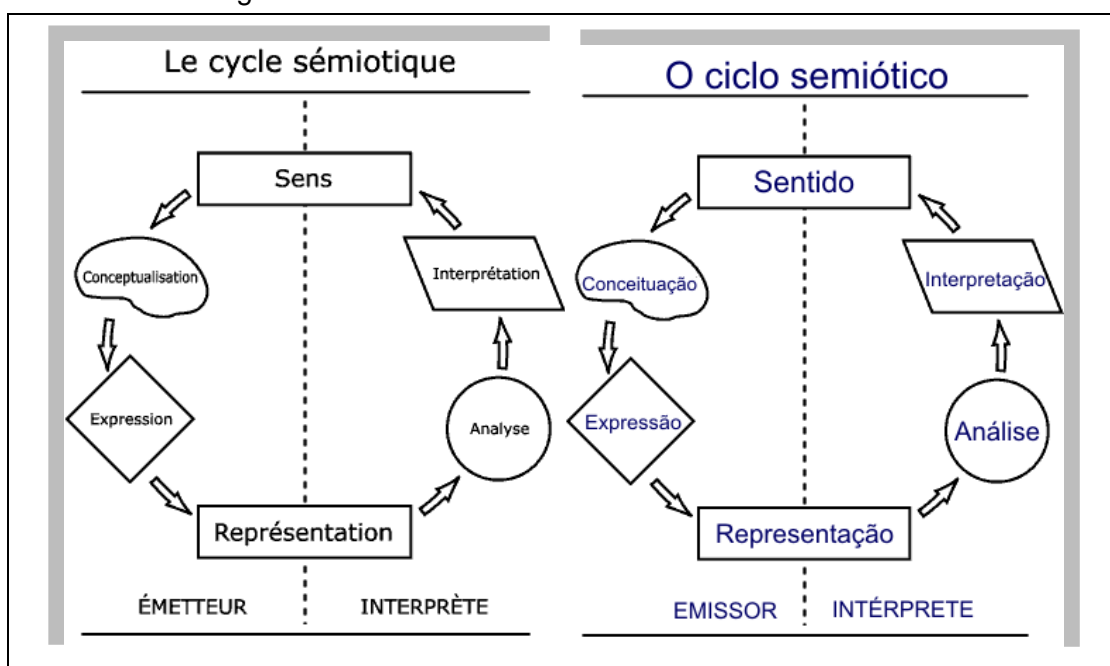 Le cycle sémiotique
Sens
Conceptualisation
Interprétation
Expression
Analyse
Représentation
ÉMETTEUR
INTERPRÈTE
O ciclo semiótico
Sentido
Conceituação
Interpretação
Expressão
Análise
Representação
EMISSOR
INTÉRPRETE